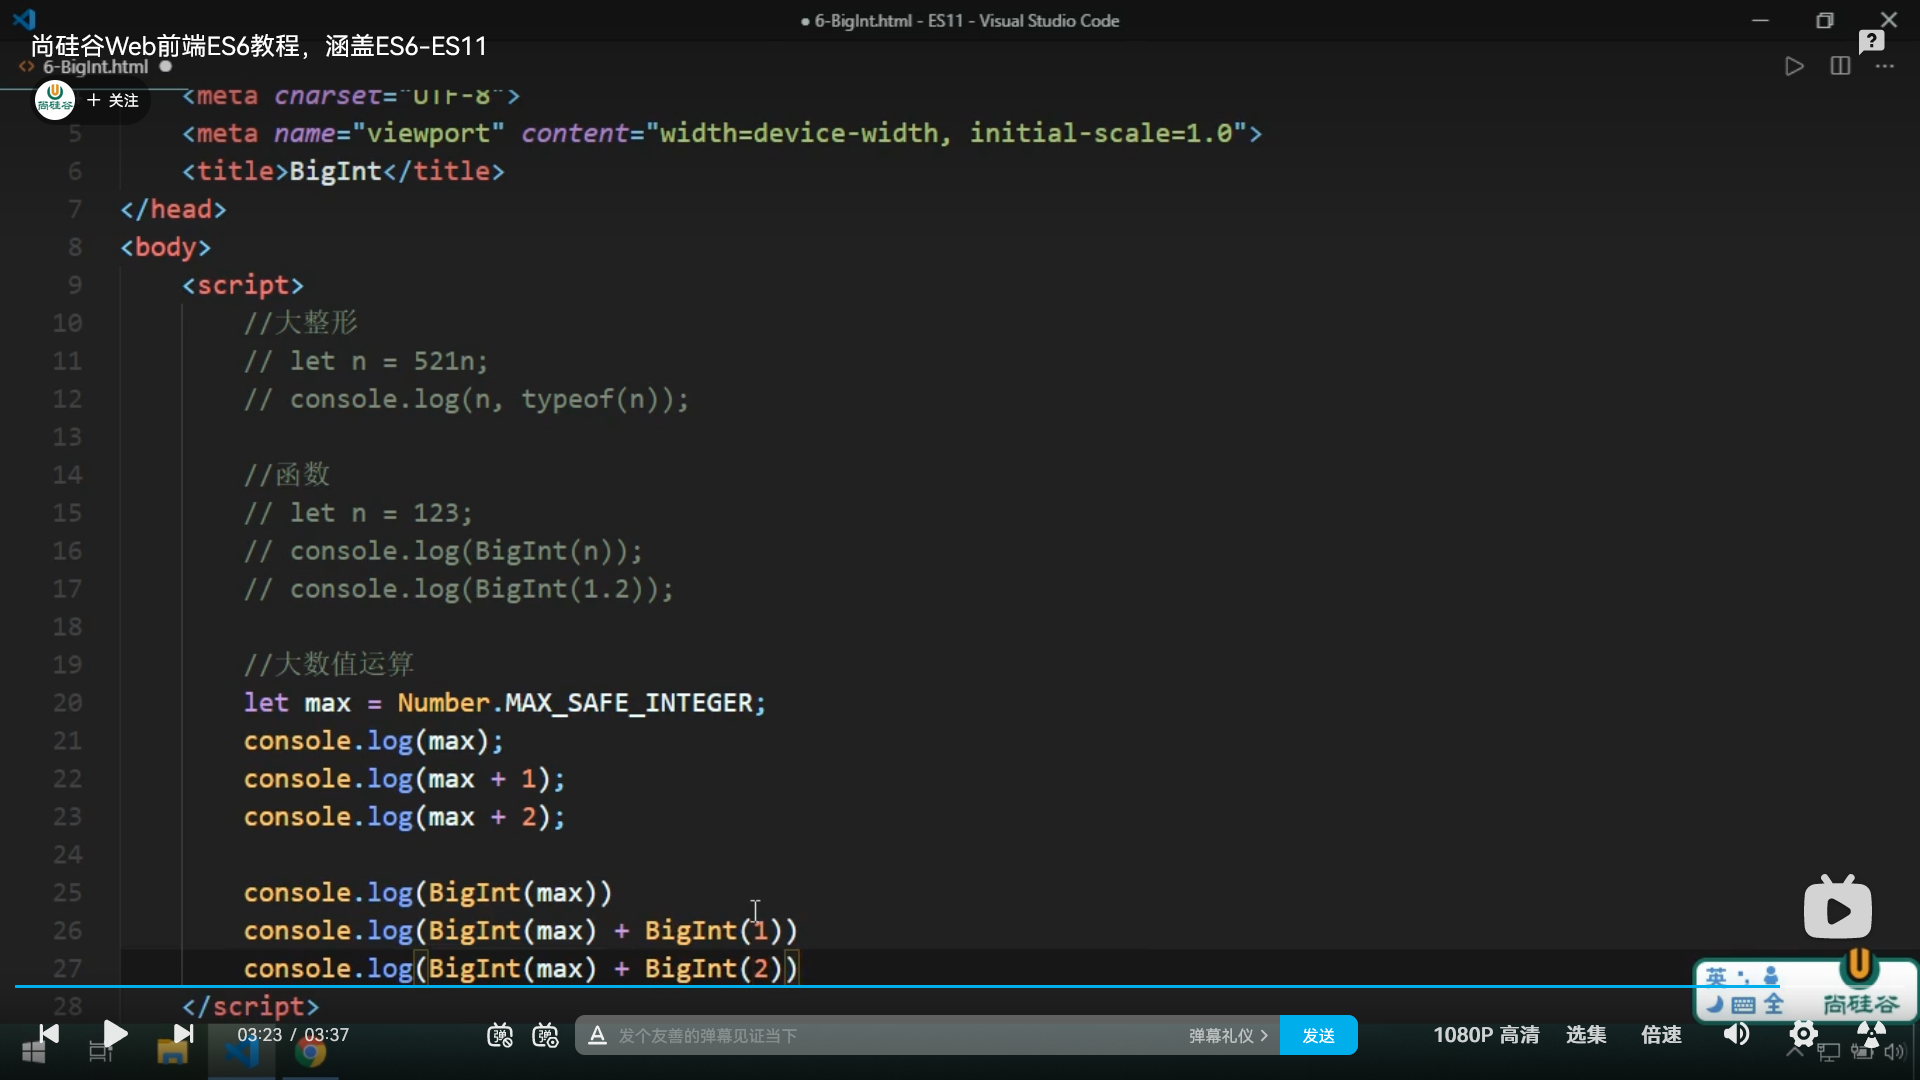 6-BigInt.html - ES11 - Visual Studio Code
尚硅谷Web前端ES6教程，涵盖ES6-ES11
6-BigInt.html
尚硅谷
+ 关注
<meta charset="UTF-8">
5 <meta name="viewport" content="width=device-width, initial-scale=1.0">
6 <title>BigInt</title>
7 </head>
8 <body>
9 <script>
10 //大整形
11 // let n = 521n;
12 // console.log(n, typeof(n));
13
14 //函数
15 // let n = 123;
16 // console.log(BigInt(n));
17 // console.log(BigInt(1.2));
18
19 //大数值运算
20 let max = Number.MAX_SAFE_INTEGER;
21 console.log(max);
22 console.log(max + 1);
23 console.log(max + 2);
24
25 console.log(BigInt(max))
26 console.log(BigInt(max) + BigInt(1))
27 console.log(BigInt(max) + BigInt(2))
28 </script>
英
全
尚硅谷
03:23 / 03:37
弹
弹
A
发个友善的弹幕见证当下
弹幕礼仪 >
发送
1080P 高清
选集
倍速